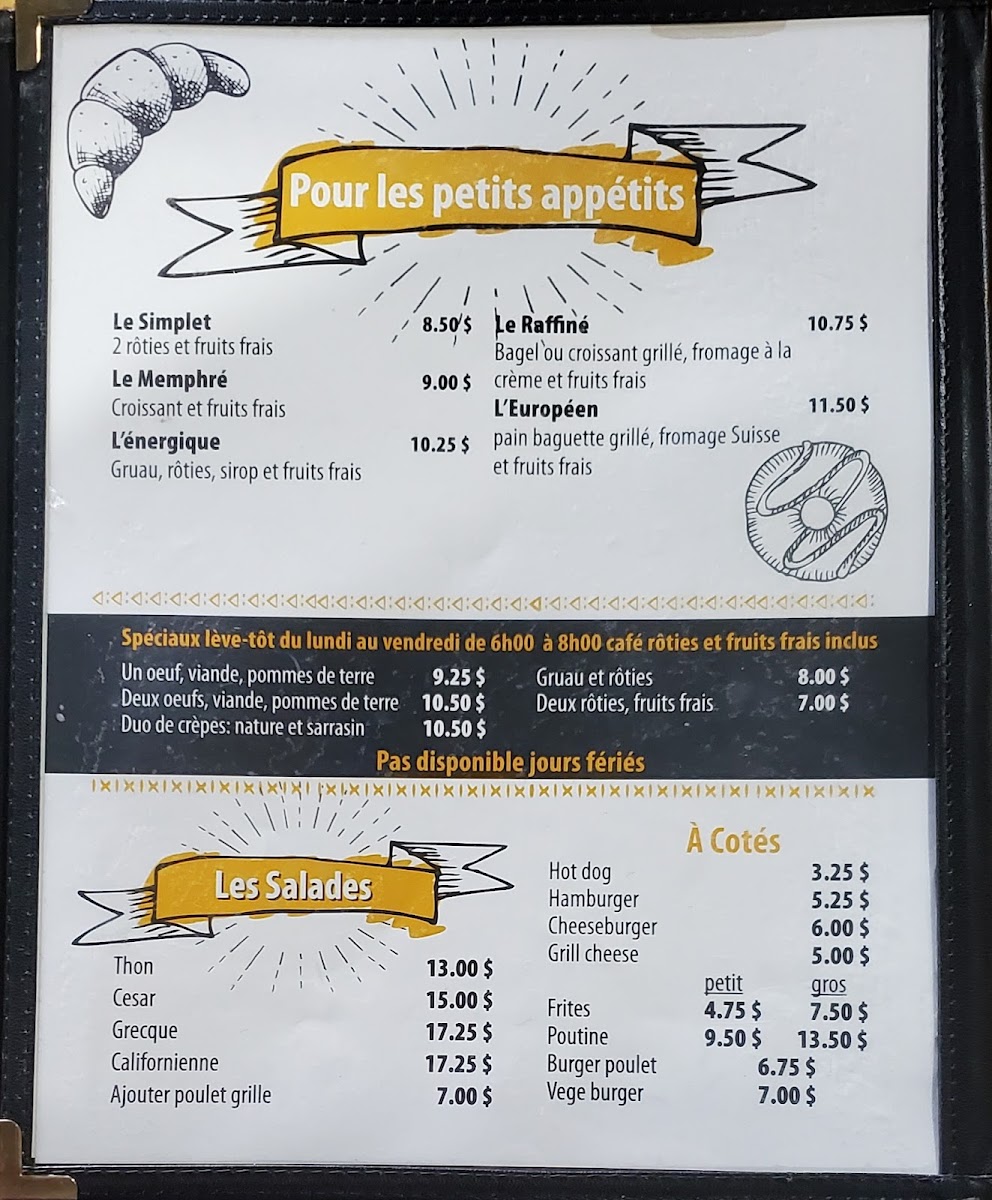 Pour les petits appétits
Le Simplet 8.50 $
2 rôties et fruits frais
Le Memphré 9.00 $
Croissant et fruits frais
L'énergique 10.25 $
Gruau, rôties, sirop et fruits frais
Le Raffiné 10.75 $
Bagel ou croissant grillé, fromage à la
crème et fruits frais
L'Européen 11.50 $
pain baguette grillé, fromage Suisse
et fruits frais
Spéciaux lève-tôt du lundi au vendredi de 6h00 à 8h00 café rôties et fruits frais inclus
Un oeuf, viande, pommes de terre 9.25 $
Deux oeufs, viande, pommes de terre 10.50 $
Duo de crèpes: nature et sarrasin 10.50 $
Gruau et rôties 8.00 $
Deux rôties, fruits frais 7.00 $
Pas disponible jours fériés
Les Salades
Thon 13.00 $
Cesar 15.00 $
Grecque 17.25 $
Californienne 17.25 $
Ajouter poulet grille 7.00 $
À Cotés
Hot dog 3.25 $
Hamburger 5.25 $
Cheeseburger 6.00 $
Grill cheese 5.00 $
petit gros
Frites 4.75 $ 7.50 $
Poutine 9.50 $ 13.50 $
Burger poulet 6.75 $
Vege burger 7.00 $